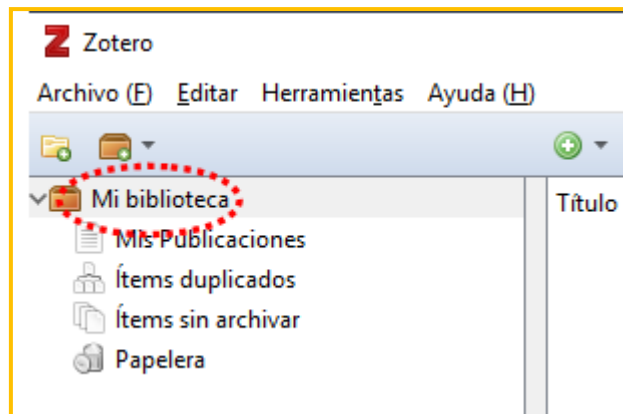 Zotero
Archivo (F) Editar Herramientas Ayuda (H)
Mi biblioteca
Título
Mis Publicaciones
Ítems duplicados
Ítems sin archivar
Papelera